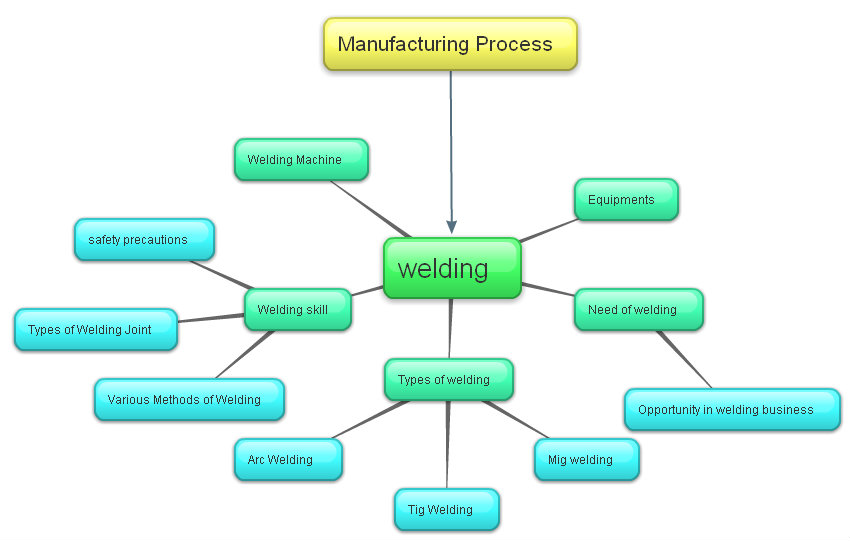 Manufacturing Process
Welding Machine
Equipments
safety precautions
welding
Welding skill
Need of welding
Types of Welding Joint
Types of welding
Various Methods of Welding
Opportunity in welding business
Arc Welding
Mig welding
Tig Welding